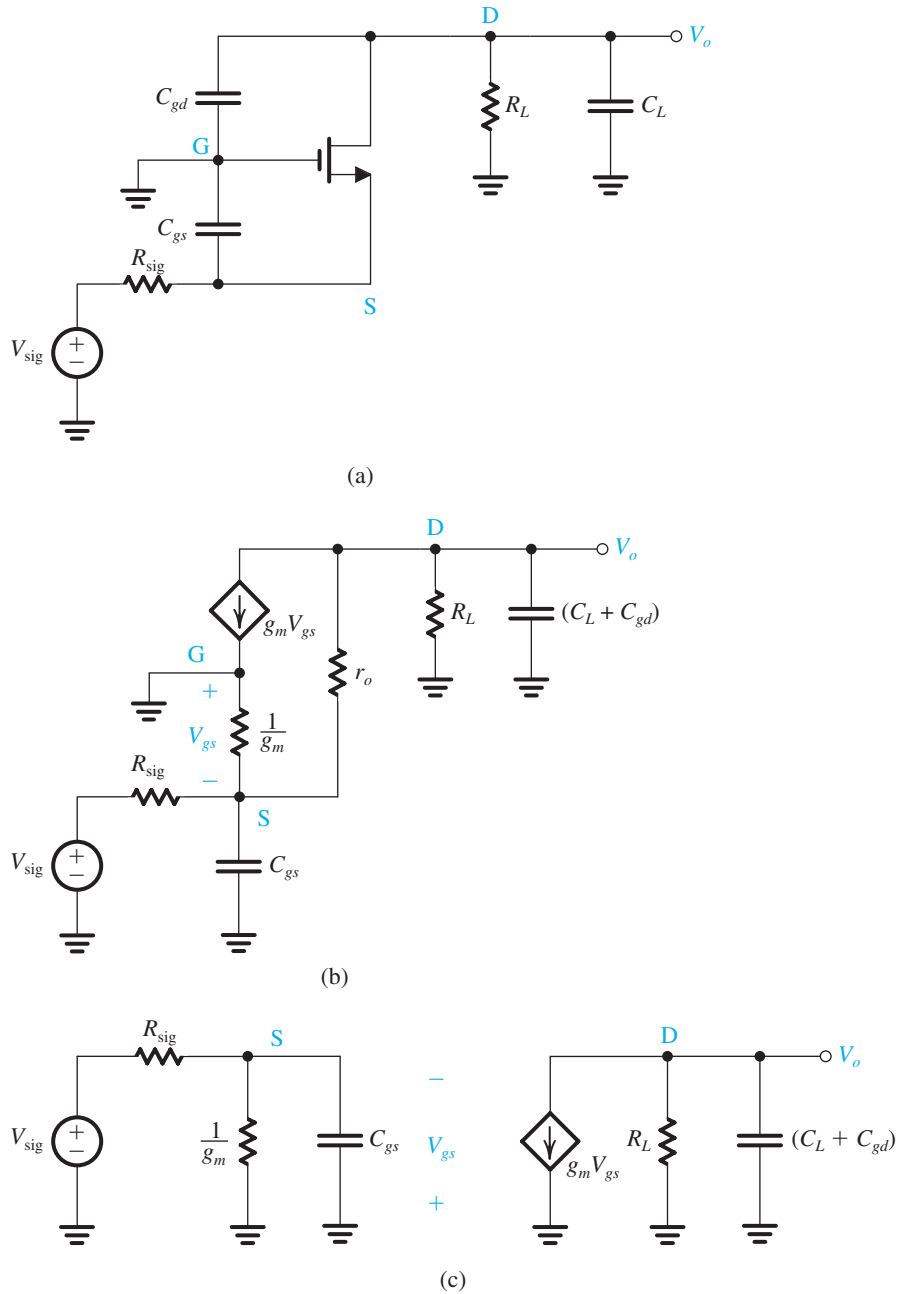 D
V_o
C_gd
R_L
C_L
G
C_gs
R_sig
S
V_sig
+
−
(a)
D
V_o
g_m V_gs
R_L
(C_L + C_gd)
G
r_o
+
V_gs
1/g_m
R_sig
−
S
V_sig
+
−
C_gs
(b)
R_sig
S
D
V_o
−
V_sig
+
−
1/g_m
C_gs
V_gs
g_m V_gs
R_L
(C_L + C_gd)
+
(c)